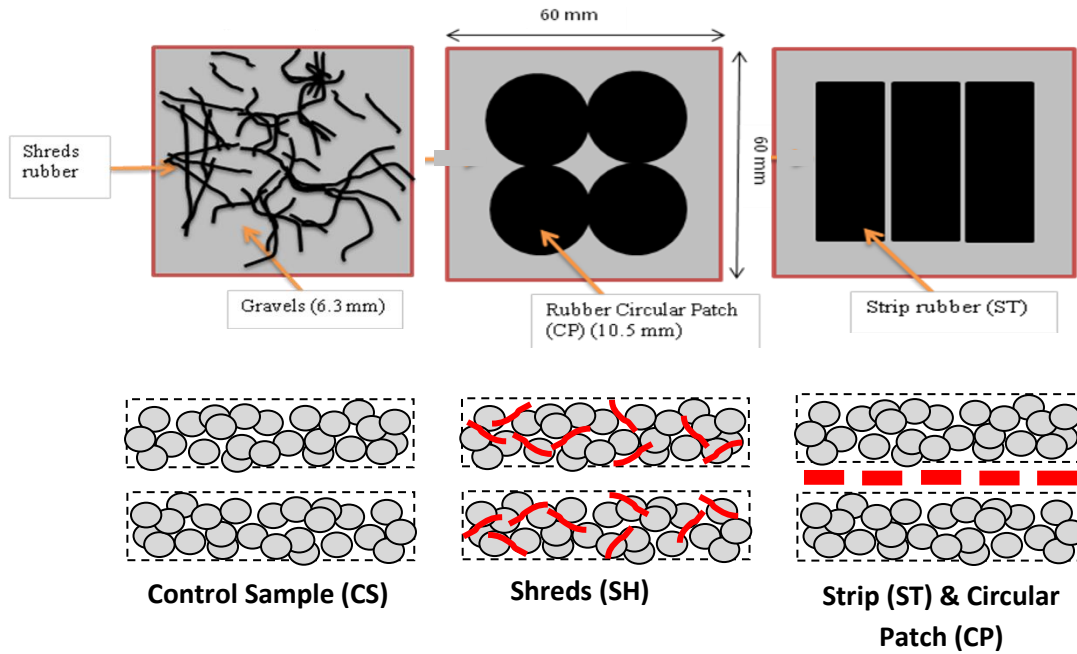 60 mm
Shreds
rubber
60 mm
Gravels (6.3 mm)
Rubber Circular Patch
(CP) (10.5 mm)
Strip rubber (ST)
Control Sample (CS)
Shreds (SH)
Strip (ST) & Circular
Patch (CP)